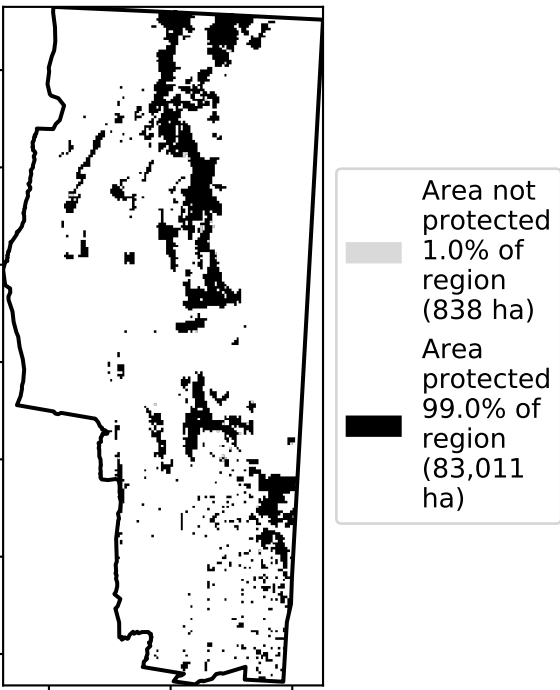 Area not
protected
1.0% of
region
(838 ha)
Area
protected
99.0% of
region
(83,011
ha)